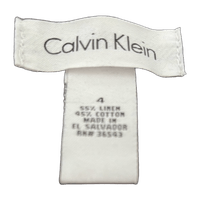 Calvin Klein
4
55% LINEN
45% COTTON
MADE IN
EL SALVADOR
RN# 36543